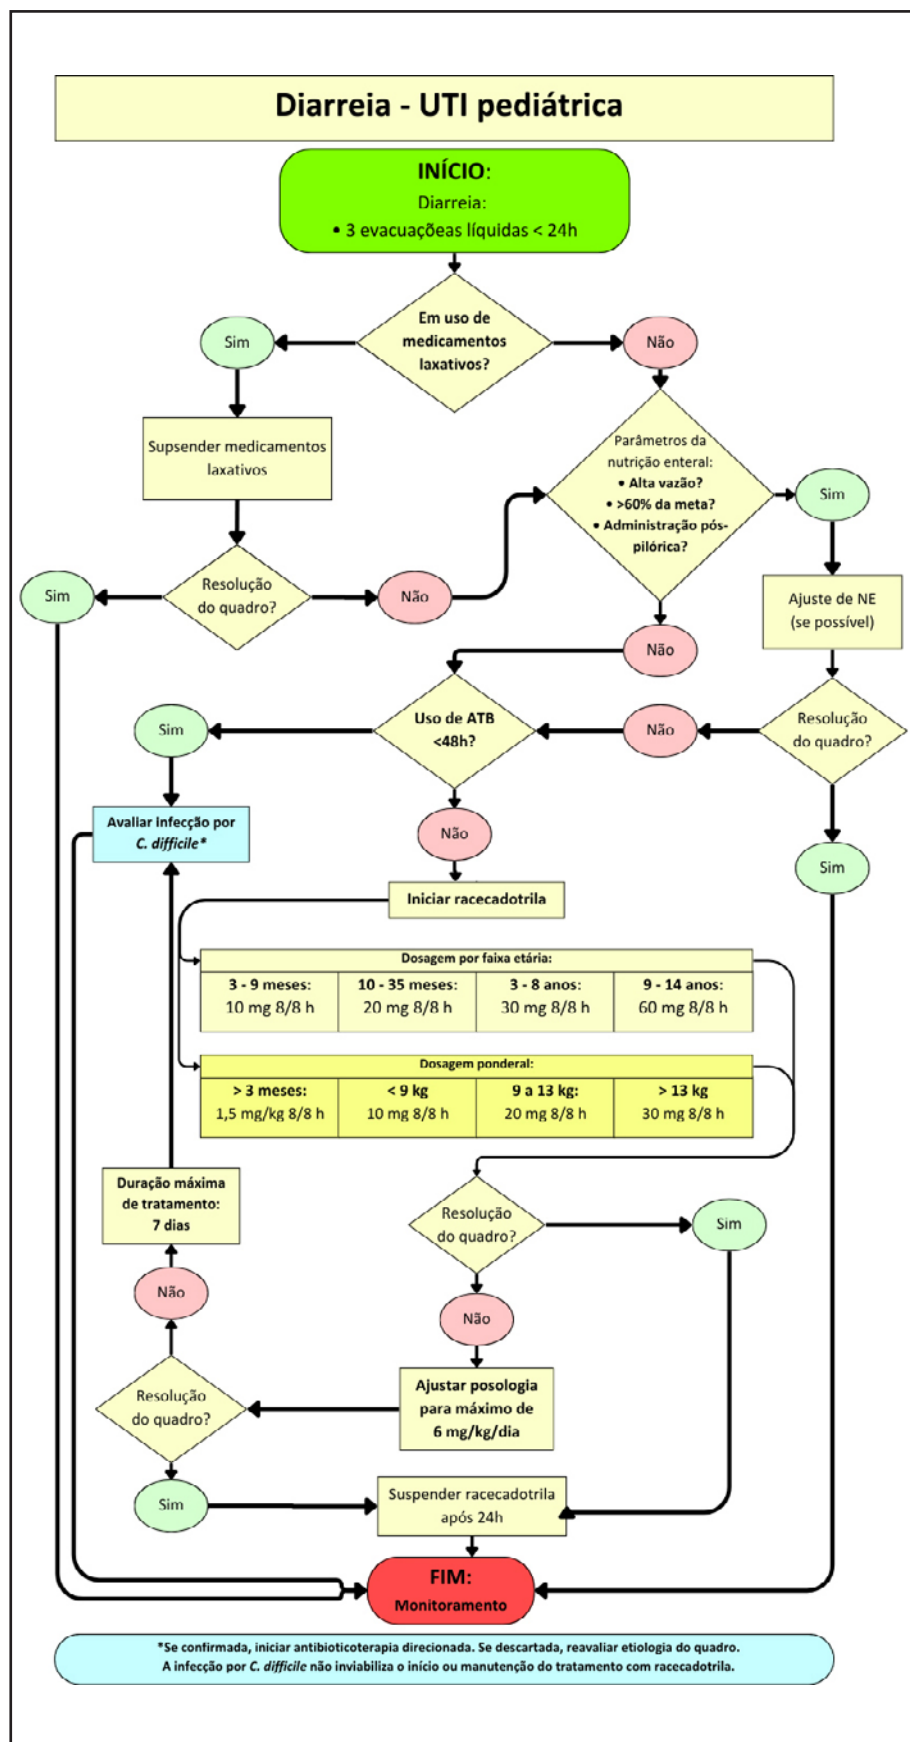 Diarreia - UTI pediátrica
INÍCIO:
Diarreia:
• 3 evacuaçõeas líquidas < 24h
Em uso de
medicamentos
laxativos?
Sim
Não
Supsender medicamentos
laxativos
Parâmetros da
nutrição enteral:
• Alta vazão?
• >60% da meta?
• Administração pós-
pilórica?
Sim
Resolução
do quadro?
Sim
Não
Ajuste de NE
(se possível)
Não
Uso de ATB
<48h?
Sim
Não
Resolução
do quadro?
Avaliar infecção por
C. difficile*
Não
Sim
Iniciar racecadotrila
Dosagem por faixa etária:
3 - 9 meses:
10 mg 8/8 h
10 - 35 meses:
20 mg 8/8 h
3 - 8 anos:
30 mg 8/8 h
9 - 14 anos:
60 mg 8/8 h
Dosagem ponderal:
> 3 meses:
1,5 mg/kg 8/8 h
< 9 kg
10 mg 8/8 h
9 a 13 kg:
20 mg 8/8 h
> 13 kg
30 mg 8/8 h
Duração máxima
de tratamento:
7 dias
Resolução
do quadro?
Sim
Não
Não
Ajustar posologia
para máximo de
6 mg/kg/dia
Resolução
do quadro?
Sim
Suspender racecadotrila
após 24h
FIM:
Monitoramento
*Se confirmada, iniciar antibioticoterapia direcionada. Se descartada, reavaliar etiologia do quadro.
A infecção por C. difficile não inviabiliza o início ou manutenção do tratamento com racecadotrila.